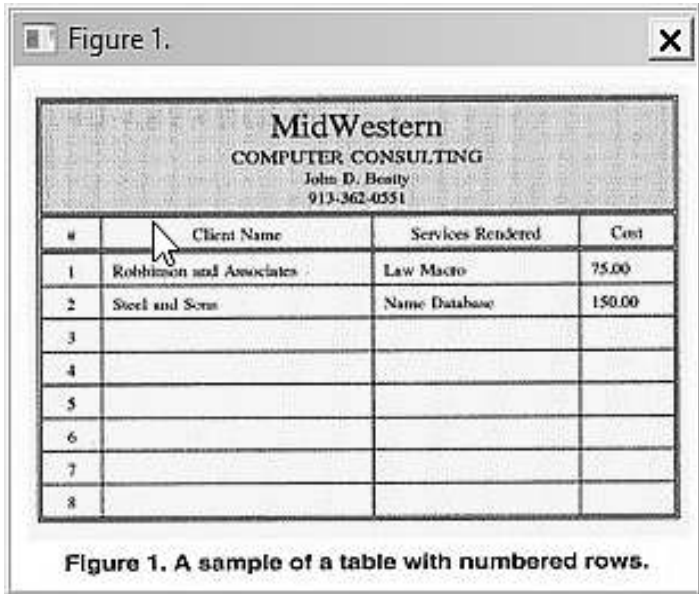 Figure 1.
MidWestern
COMPUTER CONSULTING
John D. Beatty
913-362-0551
# Client Name Services Rendered Cost
1 Robbinson and Associates Law Macro 75.00
2 Steel and Sons Name Database 150.00
3
4
5
6
7
8
Figure 1. A sample of a table with numbered rows.